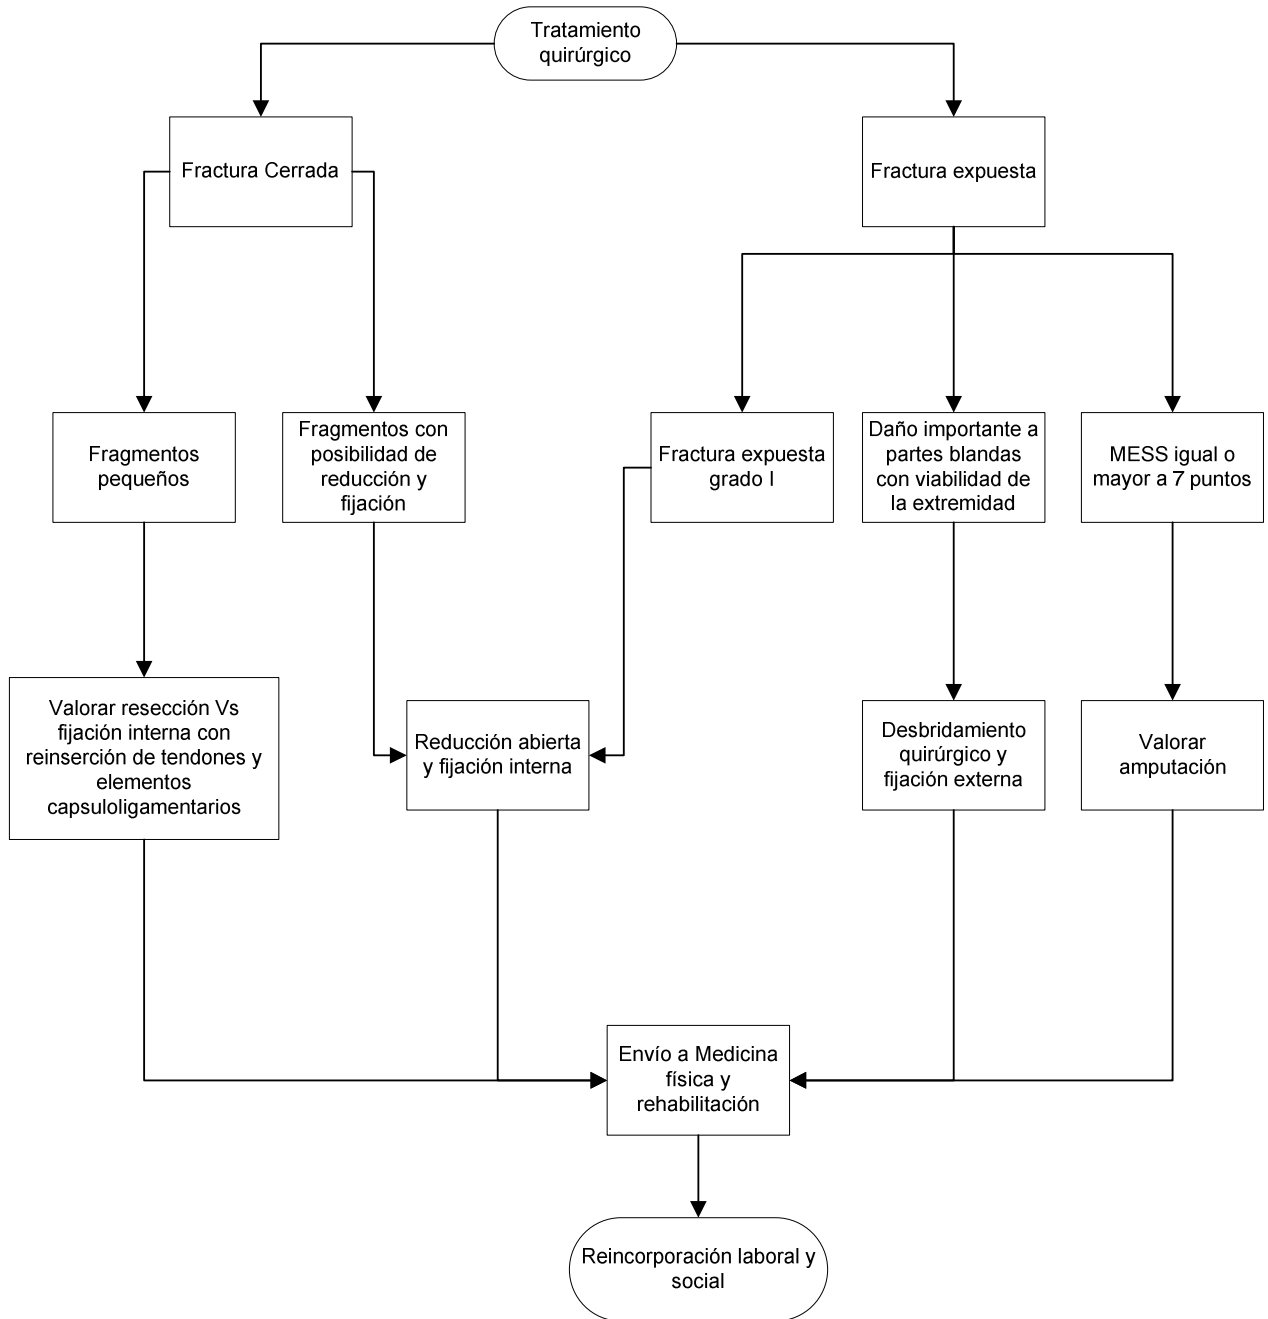 Tratamiento
quirúrgico
Fractura Cerrada
Fractura expuesta
Fragmentos
pequeños
Fragmentos con
posibilidad de
reducción y
fijación
Fractura expuesta
grado I
Daño importante a
partes blandas
con viabilidad de
la extremidad
MESS igual o
mayor a 7 puntos
Valorar resección Vs
fijación interna con
reinserción de tendones y
elementos
capsuloligamentarios
Reducción abierta
y fijación interna
Desbridamiento
quirúrgico y
fijación externa
Valorar
amputación
Envío a Medicina
física y
rehabilitación
Reincorporación laboral y
social